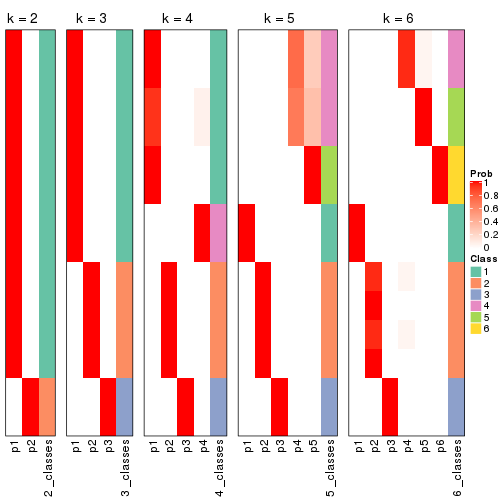 k = 2
k = 3
k = 4
k = 5
k = 6
Prob
1
0.8
0.6
0.4
0.2
0
Class
1
2
3
4
5
6
p1
p2
2_classes
p1
p2
p3
3_classes
p1
p2
p3
p4
4_classes
p1
p2
p3
p4
p5
5_classes
p1
p2
p3
p4
p5
p6
6_classes